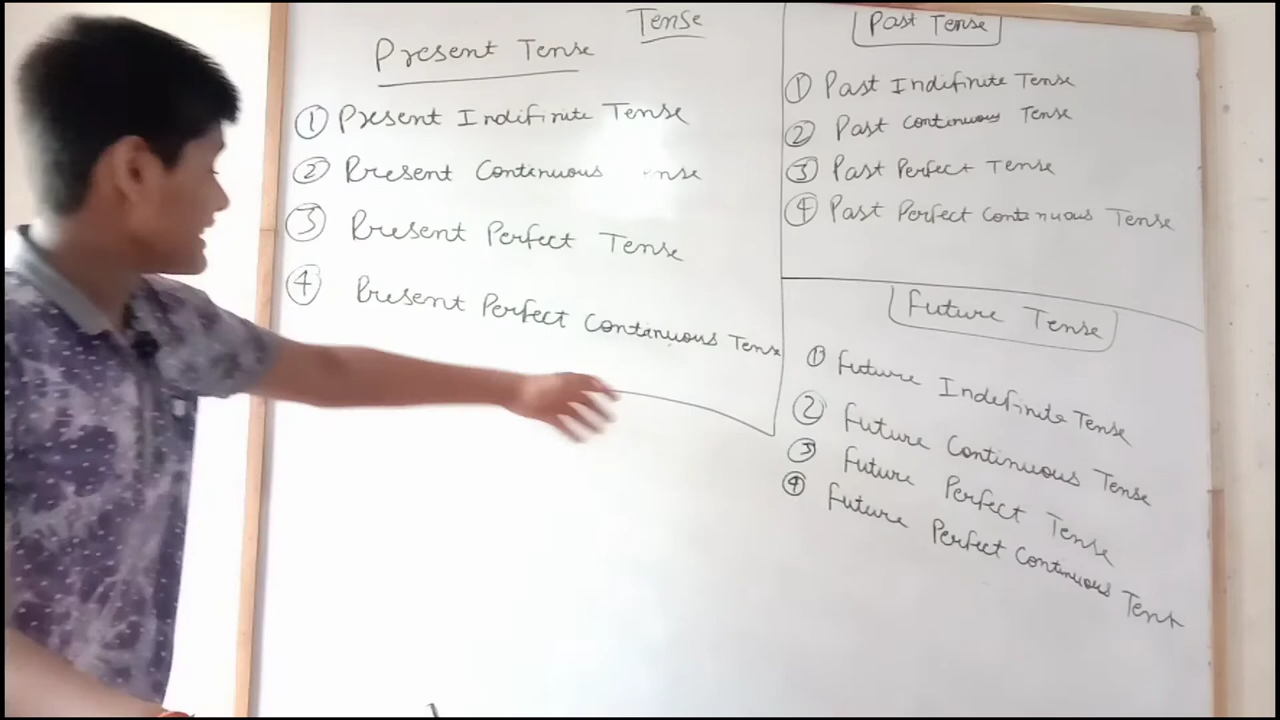 Tense
Present Tense
① Present Indifinite Tense
② Present Continuous nse
③ Present Perfect Tense
④ Present Perfect Continuous Tense
Past Tense
① Past Indifinite Tense
② Past Continuous Tense
③ Past Perfect Tense
④ Past Perfect Continuous Tense
Future Tense
① Future Indefinite Tense
② Future Continuous Tense
③ Future Perfect Tense
④ Future Perfect Continuous Tent